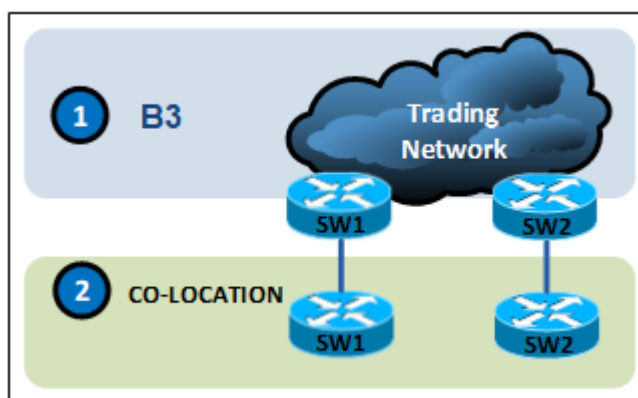 1 B3
Trading
Network
SW1 SW2
2 CO-LOCATION
SW1 SW2